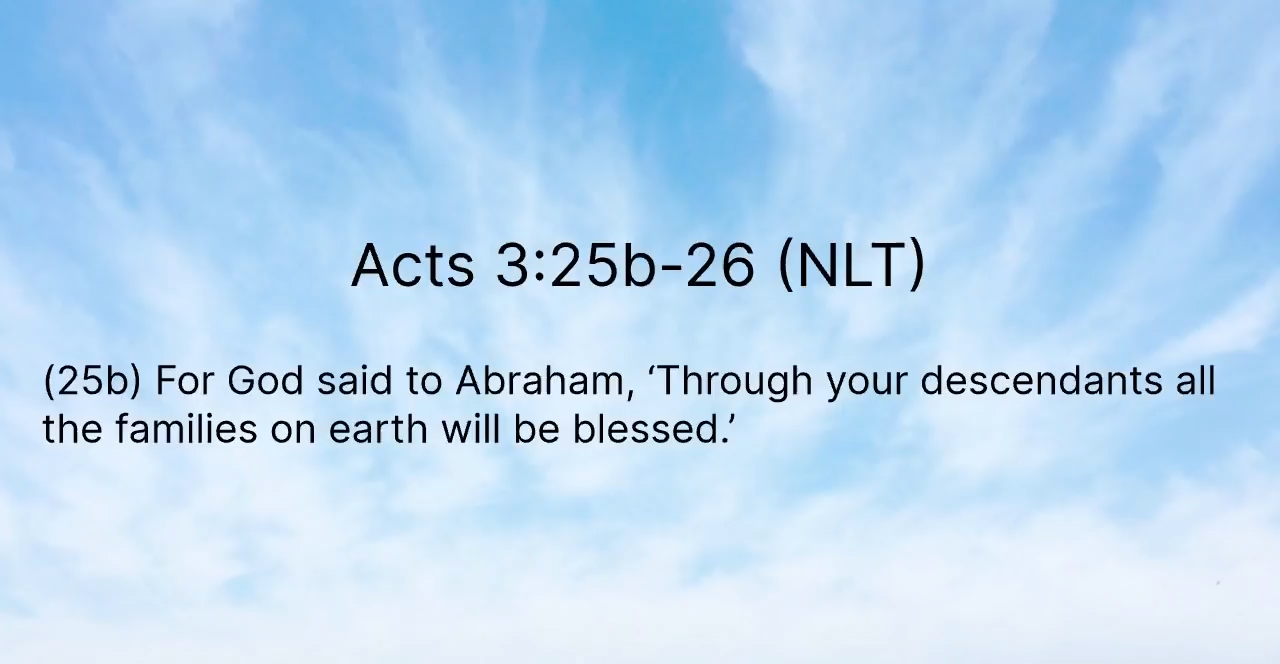 Acts 3:25b-26 (NLT)
(25b) For God said to Abraham, ‘Through your descendants all
the families on earth will be blessed.’